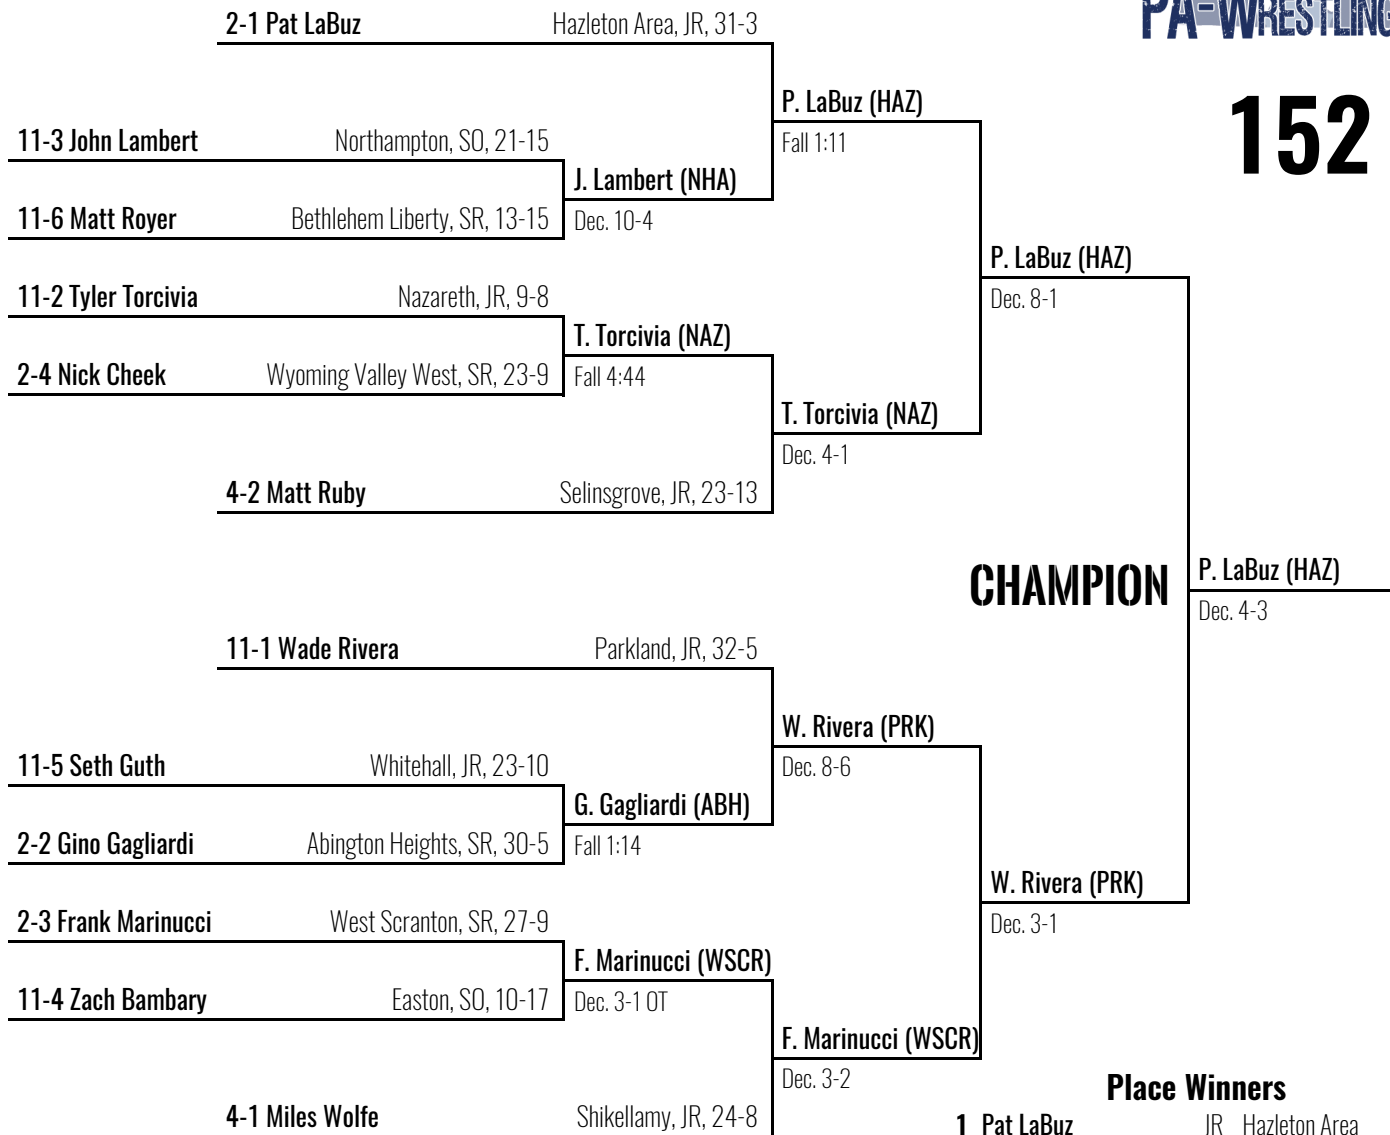 PA-WRESTLING
152
2-1 Pat LaBuz Hazleton Area, JR, 31-3
P. LaBuz (HAZ)
Fall 1:11
11-3 John Lambert Northampton, SO, 21-15
J. Lambert (NHA)
Dec. 10-4
11-6 Matt Royer Bethlehem Liberty, SR, 13-15
P. LaBuz (HAZ)
Dec. 8-1
11-2 Tyler Torcivia Nazareth, JR, 9-8
T. Torcivia (NAZ)
Fall 4:44
2-4 Nick Cheek Wyoming Valley West, SR, 23-9
T. Torcivia (NAZ)
Dec. 4-1
4-2 Matt Ruby Selinsgrove, JR, 23-13
CHAMPION
P. LaBuz (HAZ)
Dec. 4-3
11-1 Wade Rivera Parkland, JR, 32-5
W. Rivera (PRK)
Dec. 8-6
11-5 Seth Guth Whitehall, JR, 23-10
G. Gagliardi (ABH)
Fall 1:14
2-2 Gino Gagliardi Abington Heights, SR, 30-5
W. Rivera (PRK)
Dec. 3-1
2-3 Frank Marinucci West Scranton, SR, 27-9
F. Marinucci (WSCR)
Dec. 3-1 OT
11-4 Zach Bambary Easton, SO, 10-17
F. Marinucci (WSCR)
Dec. 3-2
4-1 Miles Wolfe Shikellamy, JR, 24-8
Place Winners
1 Pat LaBuz JR Hazleton Area